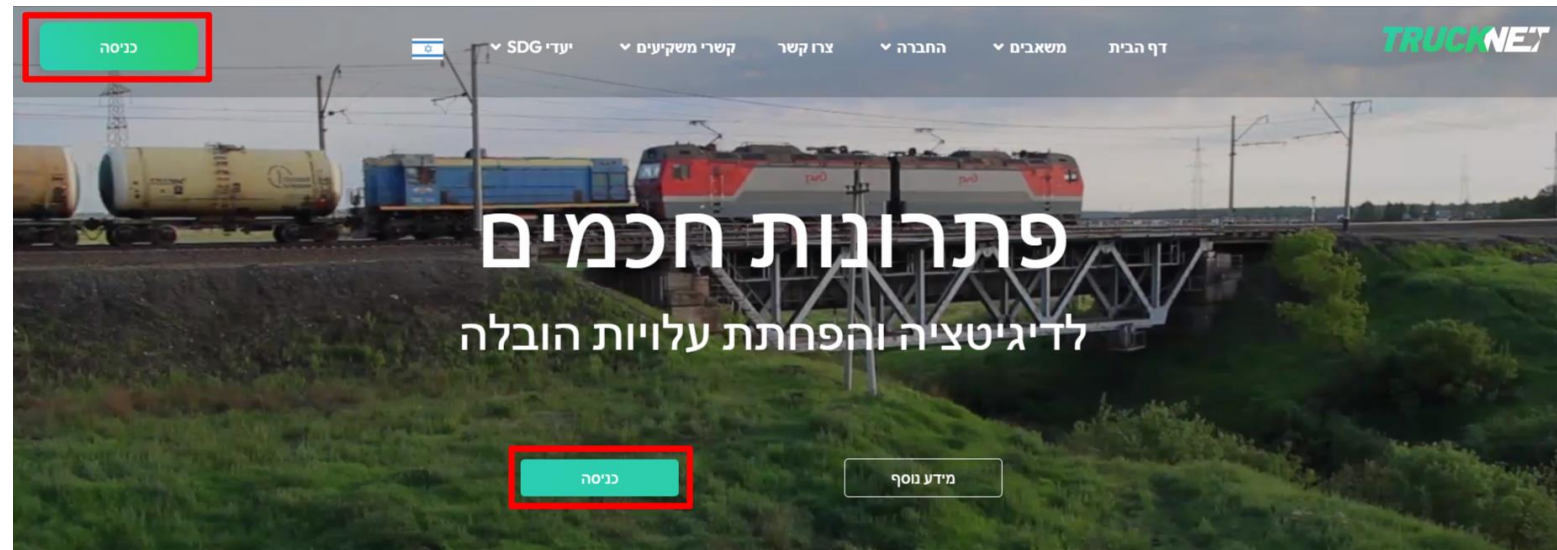 TRUCKNET
דף הבית משאבים החברה צרו קשר קשרי משקיעים יעדי SDG
כניסה
פתרונות חכמים
לדיגיטציה והפחתת עלויות הובלה
מידע נוסף
כניסה